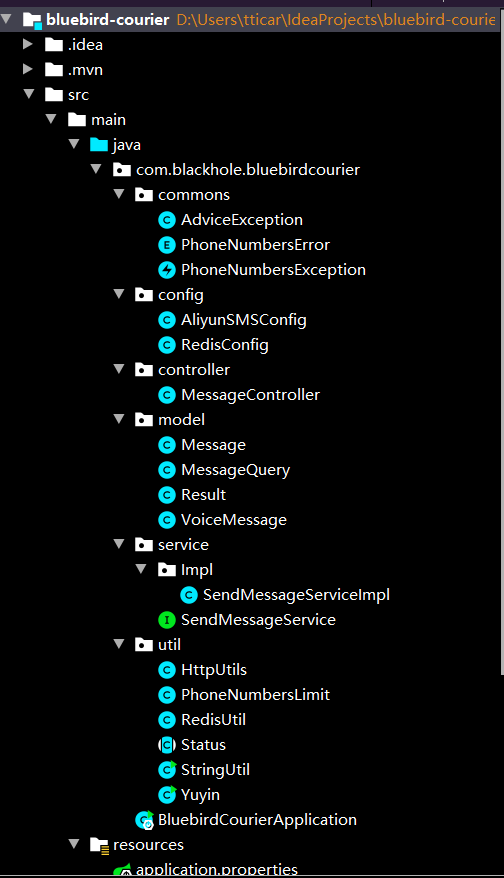 bluebird-courier D:\Users\tticar\IdeaProjects\bluebird-courie
.idea
.mvn
src
main
java
com.blackhole.bluebirdcourier
commons
AdviceException
PhoneNumbersError
PhoneNumbersException
config
AliyunSMSConfig
RedisConfig
controller
MessageController
model
Message
MessageQuery
Result
VoiceMessage
service
Impl
SendMessageServiceImpl
SendMessageService
util
HttpUtils
PhoneNumbersLimit
RedisUtil
Status
StringUtil
Yuyin
BluebirdCourierApplication
resources
application.properties